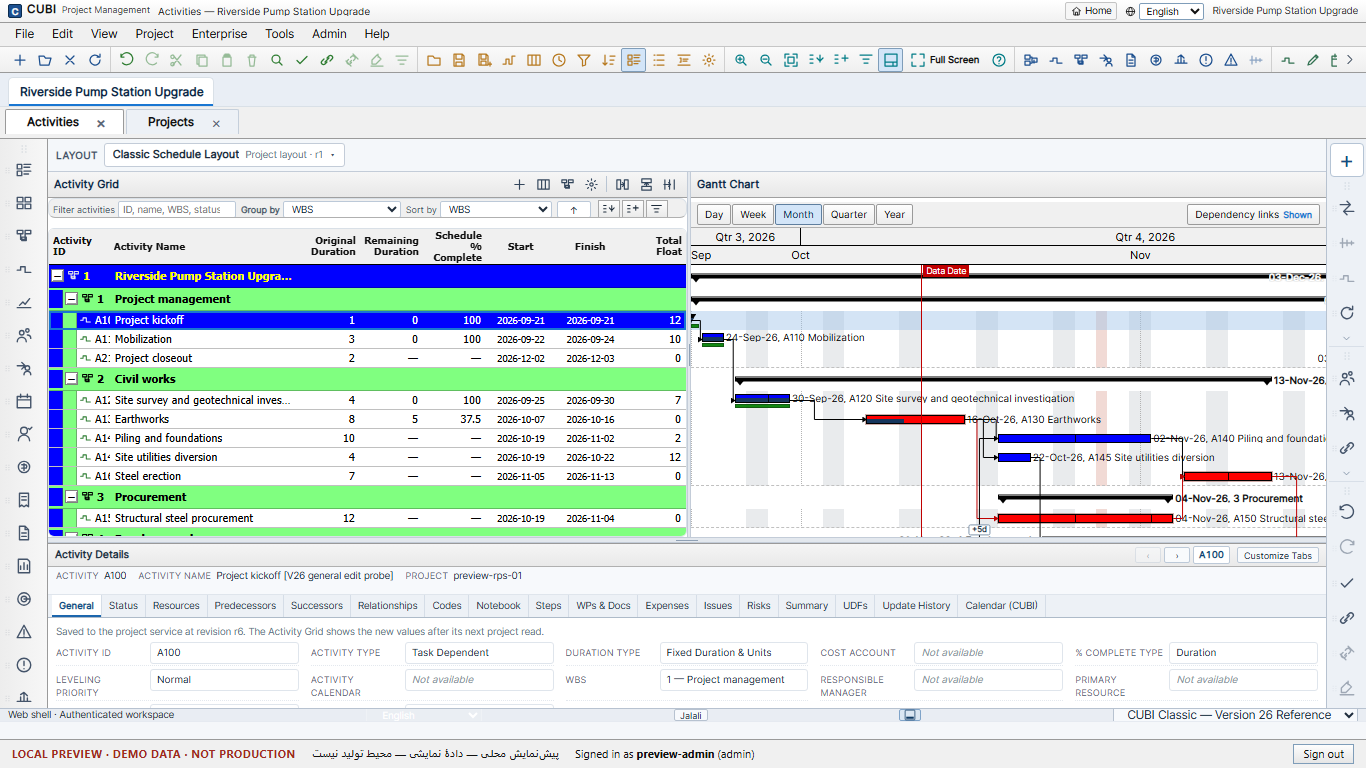 CUBI Project Management Activities — Riverside Pump Station Upgrade
Home English Riverside Pump Station Upgrade
File Edit View Project Enterprise Tools Admin Help
Full Screen
Riverside Pump Station Upgrade
Activities × Projects ×
LAYOUT Classic Schedule Layout Project layout · r1
Activity Grid
Filter activities ID, name, WBS, status Group by WBS Sort by WBS
Activity ID Activity Name Original Duration Remaining Duration Schedule % Complete Start Finish Total Float
1 Riverside Pump Station Upgra...
1 Project management
Project kickoff 1 0 100 2026-09-21 2026-09-21 12
Mobilization 3 0 100 2026-09-22 2026-09-24 10
Project closeout 2 — — 2026-12-02 2026-12-03 0
2 Civil works
Site survey and geotechnical inves... 4 0 100 2026-09-25 2026-09-30 7
Earthworks 8 5 37.5 2026-10-07 2026-10-16 0
Piling and foundations 10 — — 2026-10-19 2026-11-02 2
Site utilities diversion 4 — — 2026-10-19 2026-10-22 12
Steel erection 7 — — 2026-11-05 2026-11-13 0
3 Procurement
Structural steel procurement 12 — — 2026-10-19 2026-11-04 0
Gantt Chart
Day Week Month Quarter Year Dependency links Shown
Qtr 3, 2026 Qtr 4, 2026
Sep Oct Nov
Data Date 03-Dec-26
24-Sep-26, A110 Mobilization
13-Nov-26,
30-Sep-26, A120 Site survey and geotechnical investigation
16-Oct-26, A130 Earthworks
02-Nov-26, A140 Piling and foundati
22-Oct-26, A145 Site utilities diversion
13-Nov-26,
04-Nov-26, 3 Procurement
04-Nov-26, A150 Structural stee
+5d
Activity Details ‹ › A100 Customize Tabs
ACTIVITY A100 ACTIVITY NAME Project kickoff [V26 general edit probe] PROJECT preview-rps-01
General Status Resources Predecessors Successors Relationships Codes Notebook Steps WPs & Docs Expenses Issues Risks Summary UDFs Update History Calendar (CUBI)
Saved to the project service at revision r6. The Activity Grid shows the new values after its next project read.
ACTIVITY ID A100 ACTIVITY TYPE Task Dependent DURATION TYPE Fixed Duration & Units COST ACCOUNT Not available % COMPLETE TYPE Duration
LEVELING PRIORITY Normal ACTIVITY CALENDAR Not available WBS 1 — Project management RESPONSIBLE MANAGER Not available PRIMARY RESOURCE Not available
Web shell · Authenticated workspace English Jalali CUBI Classic — Version 26 Reference
LOCAL PREVIEW · DEMO DATA · NOT PRODUCTION پیش‌نمایش محلی — دادهٔ نمایشی — محیط تولید نیست Signed in as preview-admin (admin) Sign out